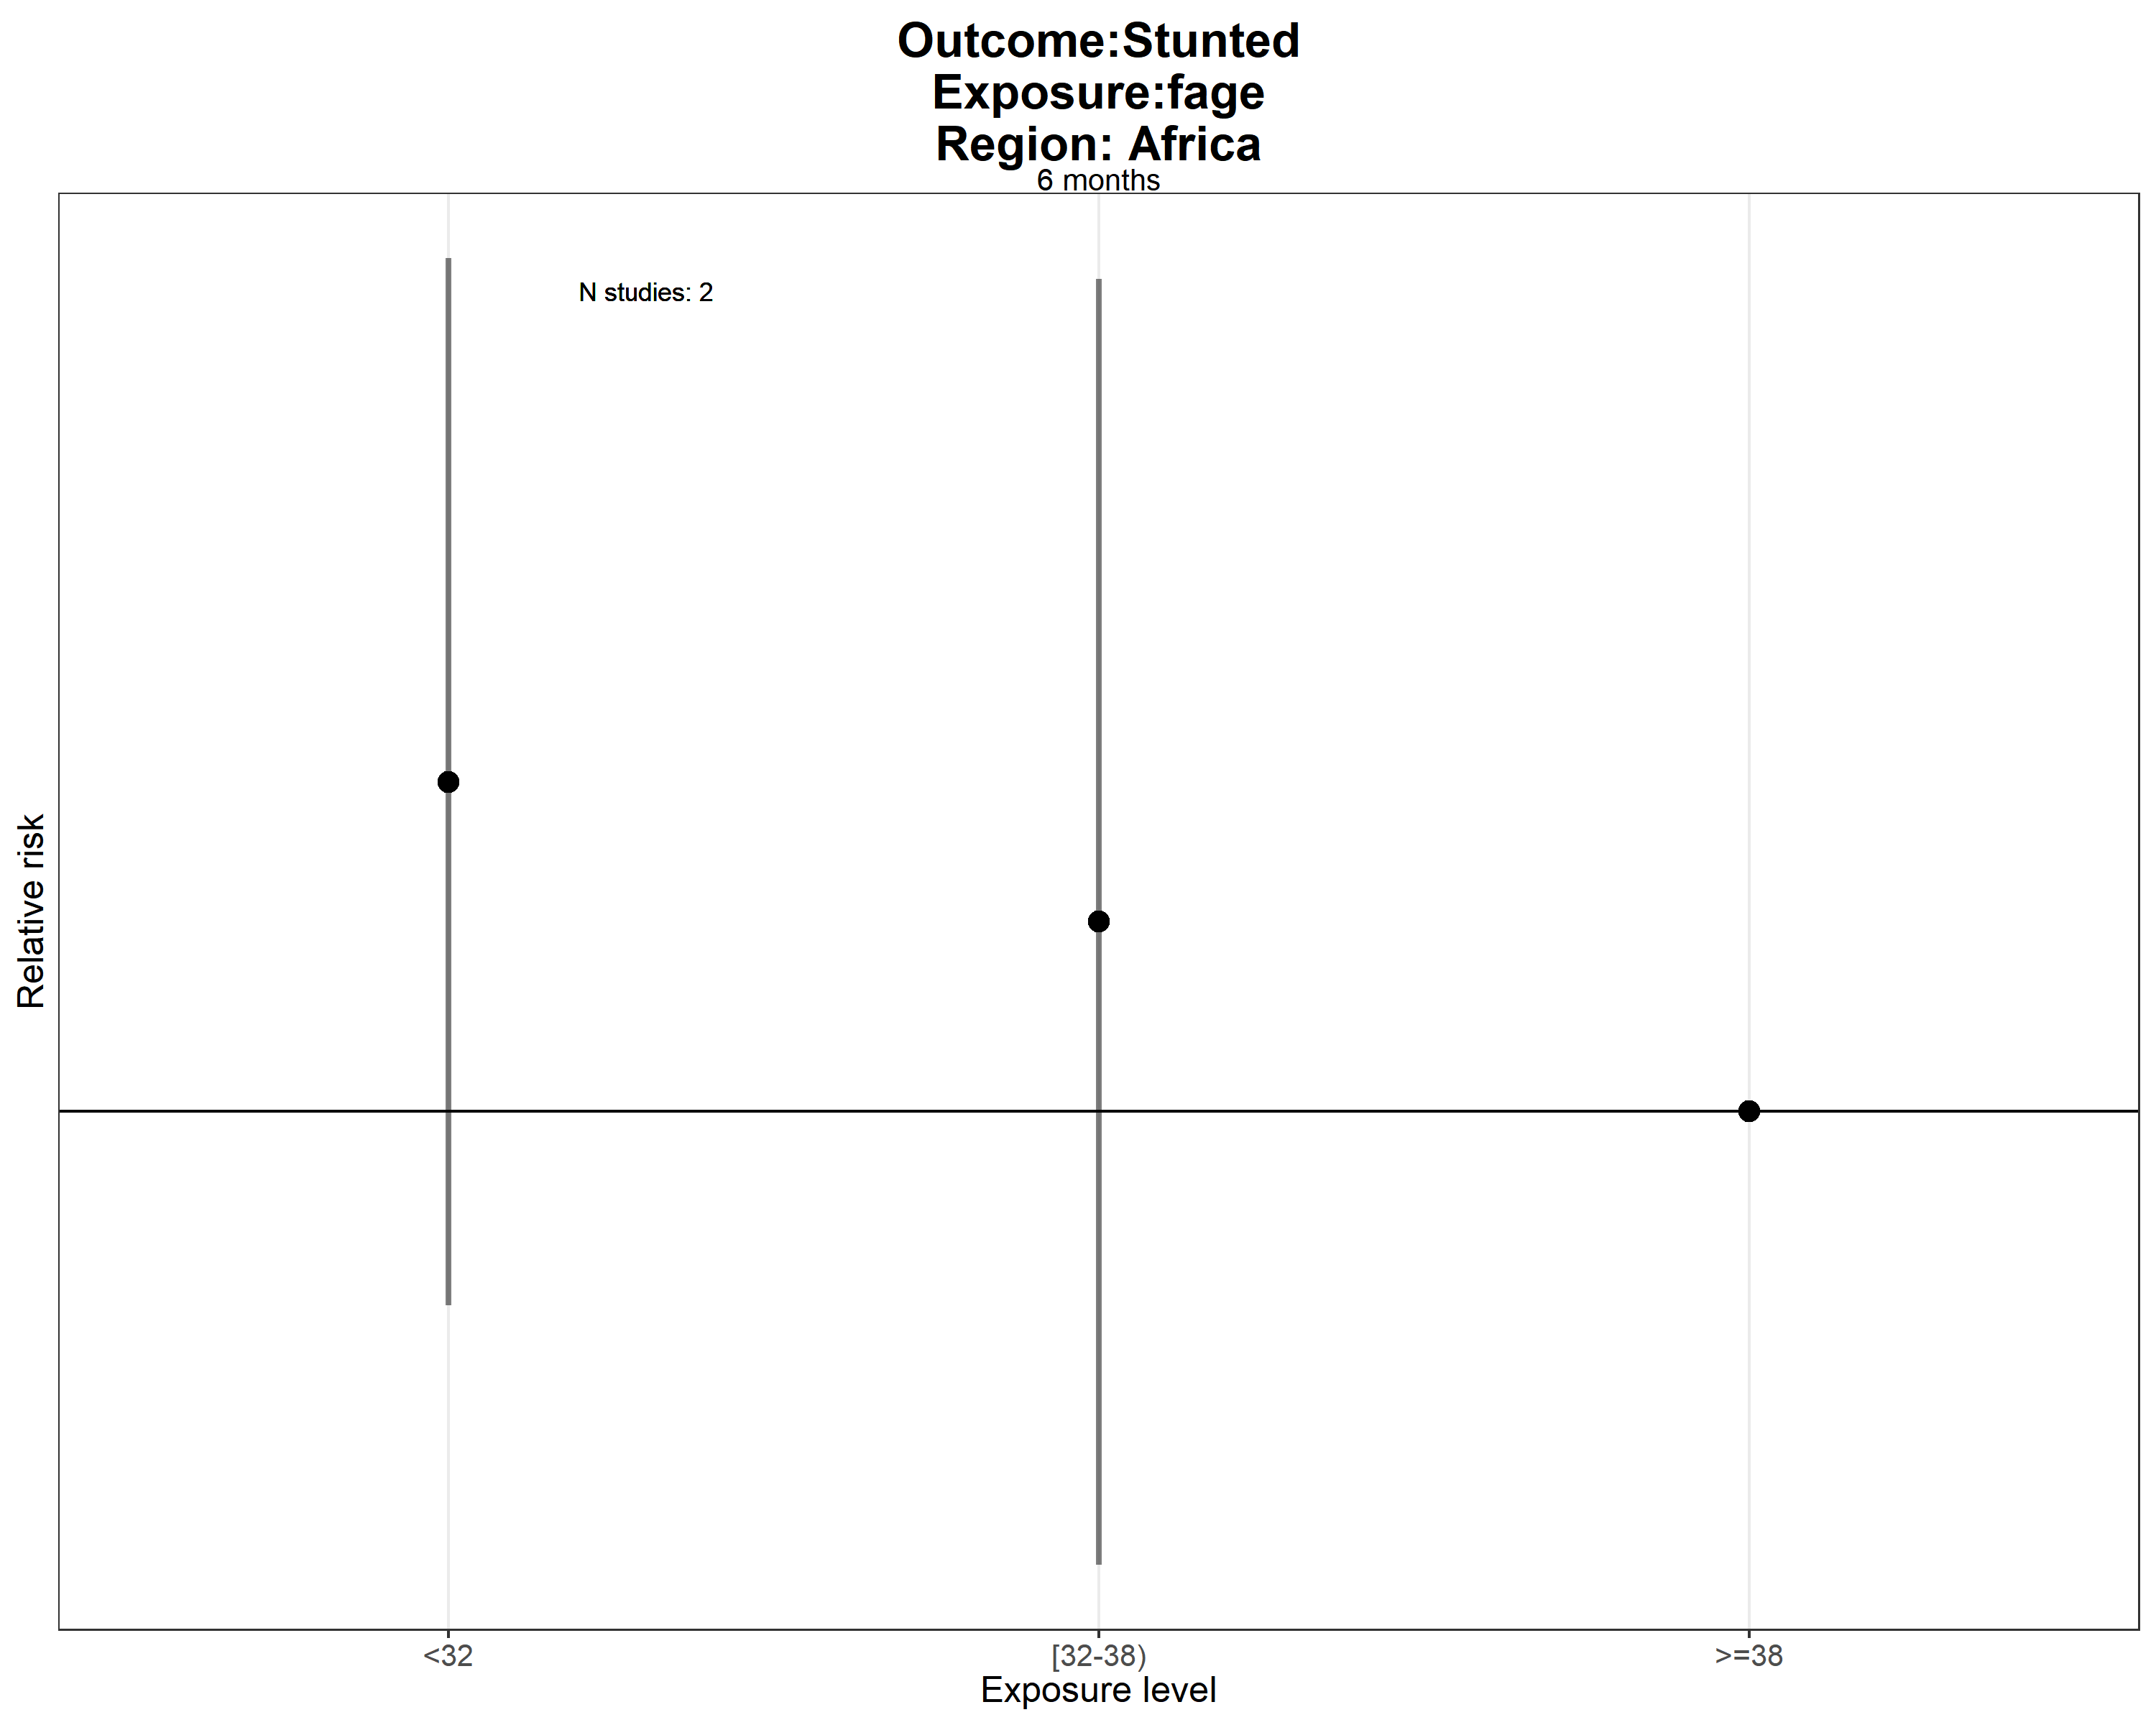 Outcome:Stunted
Exposure:fage
Region: Africa
6 months
N studies: 2
Relative risk
<32
[32-38)
>=38
Exposure level